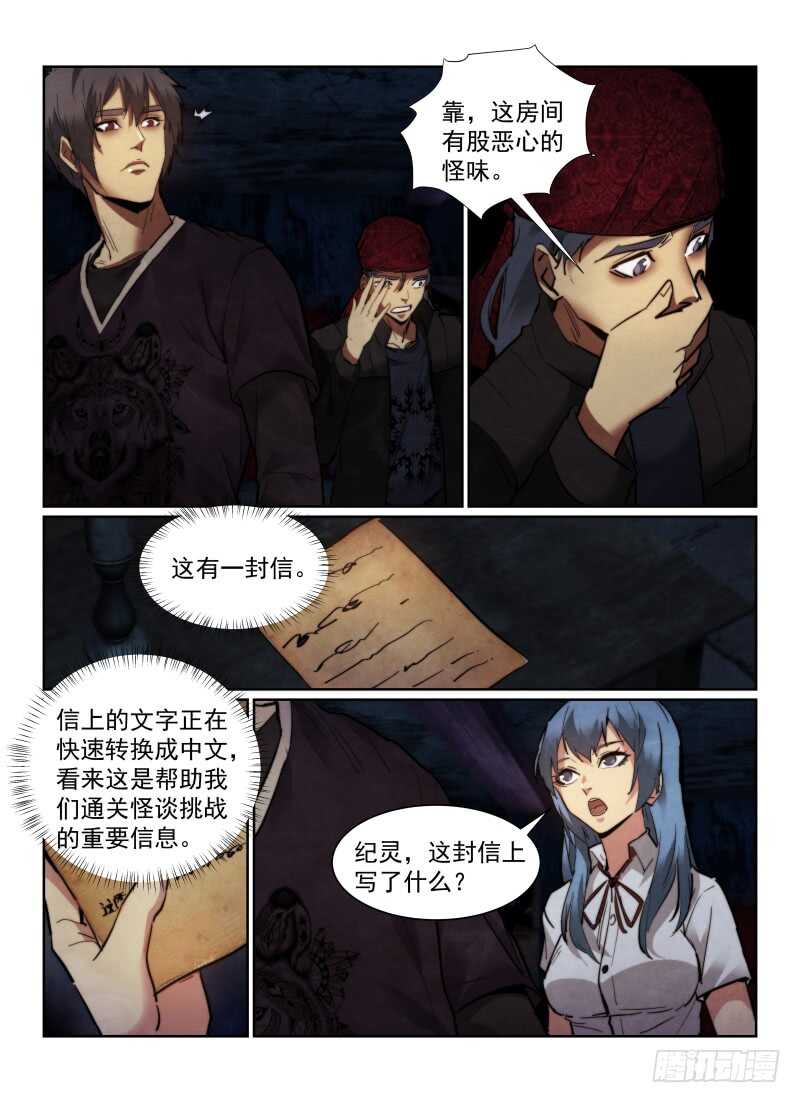 靠，这房间
有股恶心的
怪味。
这有一封信。
信上的文字正在
快速转换成中文，
看来这是帮助我
们通关怪谈挑战
的重要信息。
纪灵，这封信上
写了什么？
腾讯动漫